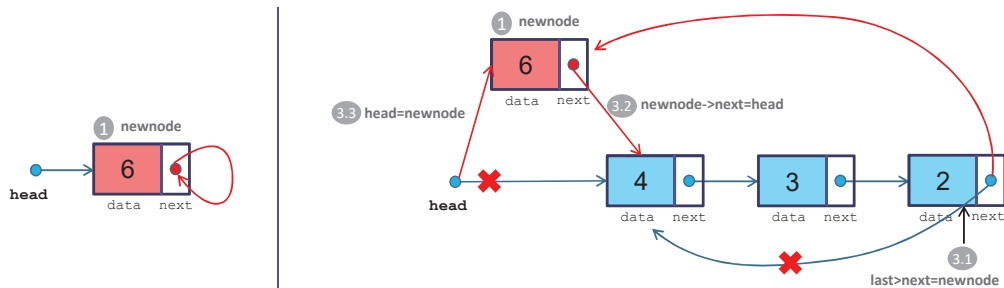 1 newnode
6
data next
head
1 newnode
6
data next
3.3 head=newnode
3.2 newnode->next=head
head
4
data next
3
data next
2
data next
3.1
last>next=newnode